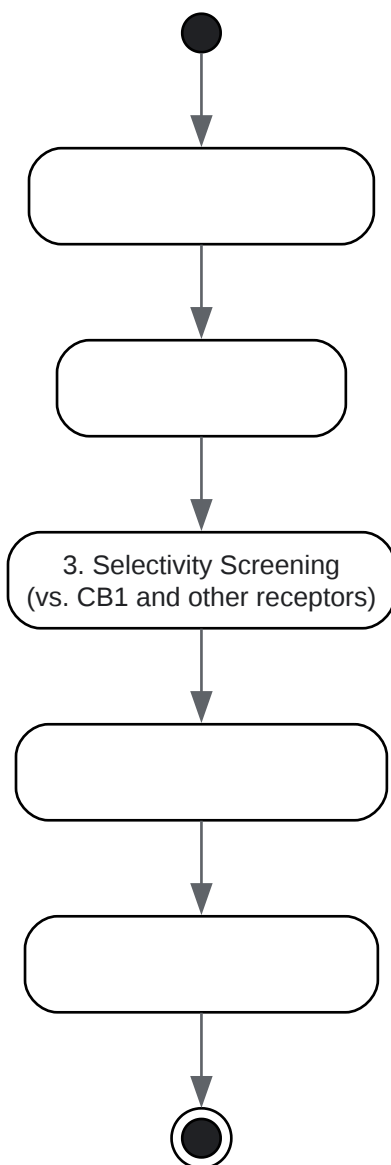 3. Selectivity Screening
(vs. CB1 and other receptors)